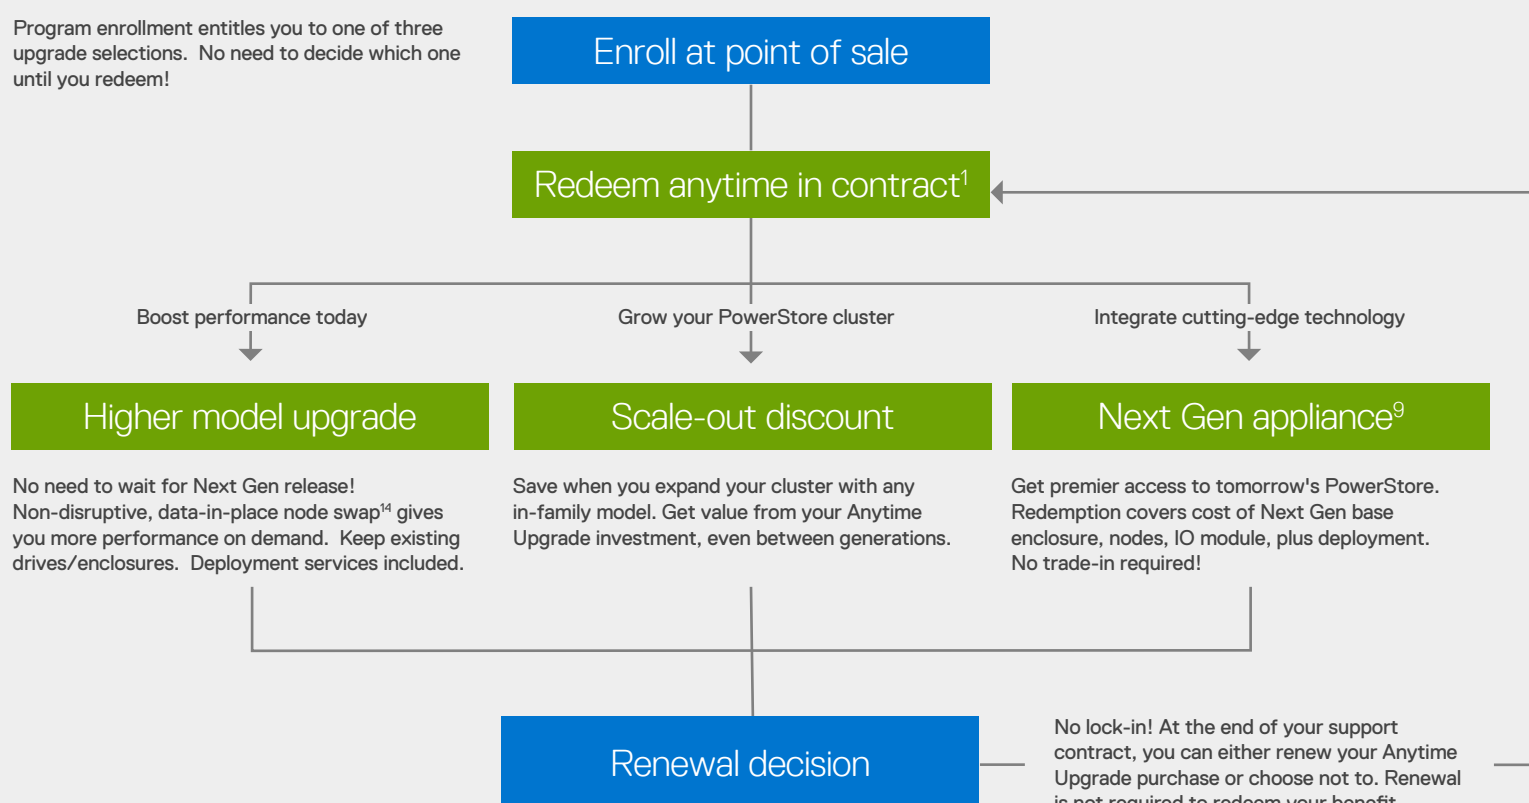 Program enrollment entitles you to one of three
upgrade selections.  No need to decide which one
until you redeem!
Enroll at point of sale
Redeem anytime in contract¹
Boost performance today
Grow your PowerStore cluster
Integrate cutting-edge technology
Higher model upgrade
Scale-out discount
Next Gen appliance⁹
No need to wait for Next Gen release!
Non-disruptive, data-in-place node swap¹⁴ gives
you more performance on demand.  Keep existing
drives/enclosures.  Deployment services included.
Save when you expand your cluster with any
in-family model. Get value from your Anytime
Upgrade investment, even between generations.
Get premier access to tomorrow's PowerStore.
Redemption covers cost of Next Gen base
enclosure, nodes, IO module, plus deployment.
No trade-in required!
Renewal decision
No lock-in! At the end of your support
contract, you can either renew your Anytime
Upgrade purchase or choose not to. Renewal
is not required to redeem your benefit